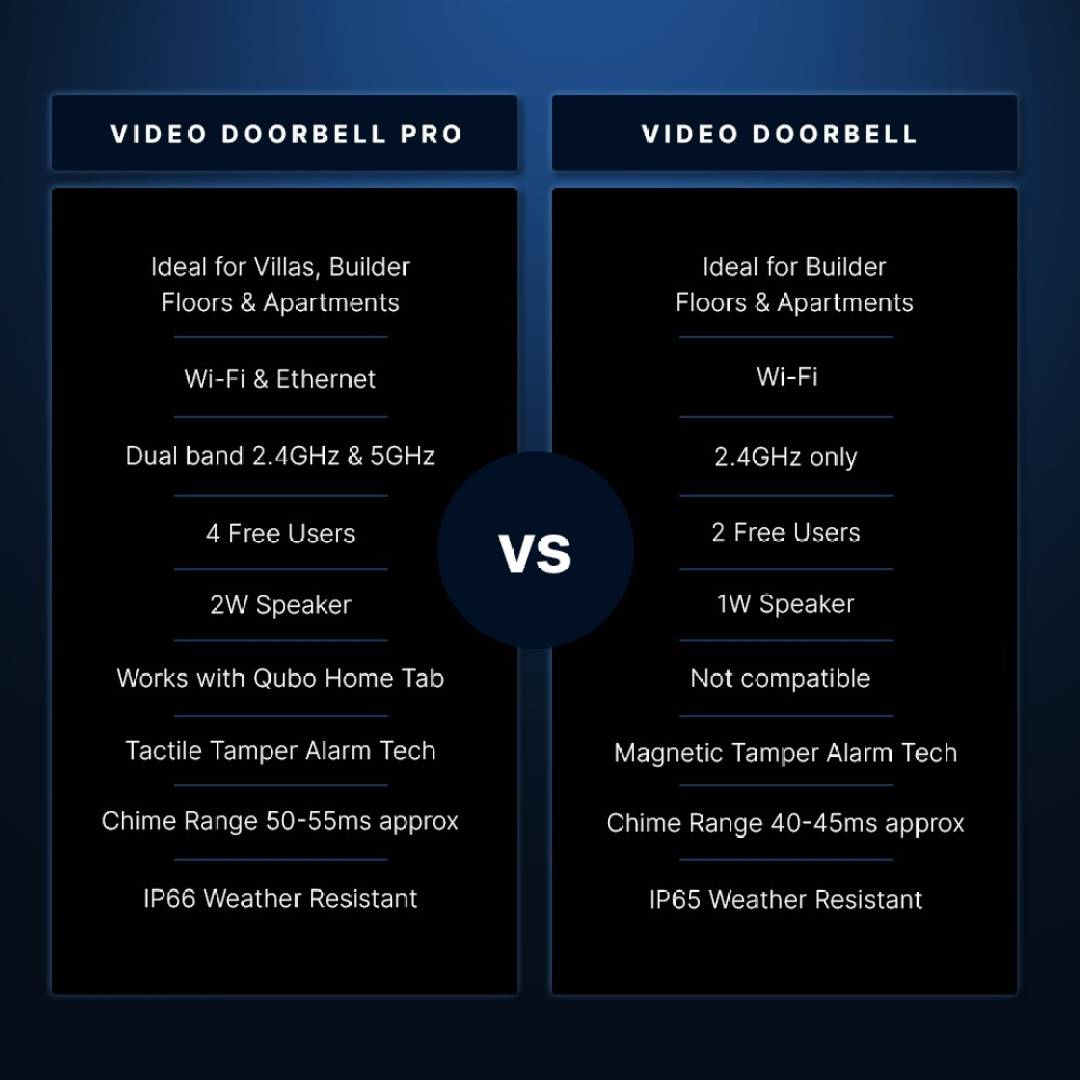 VIDEO DOORBELL PRO
Ideal for Villas, Builder
Floors & Apartments
Wi-Fi & Ethernet
Dual band 2.4GHz & 5GHz
4 Free Users
2W Speaker
Works with Qubo Home Tab
Tactile Tamper Alarm Tech
Chime Range 50-55ms approx
IP66 Weather Resistant
VS
VIDEO DOORBELL
Ideal for Builder
Floors & Apartments
Wi-Fi
2.4GHz only
2 Free Users
1W Speaker
Not compatible
Magnetic Tamper Alarm Tech
Chime Range 40-45ms approx
IP65 Weather Resistant